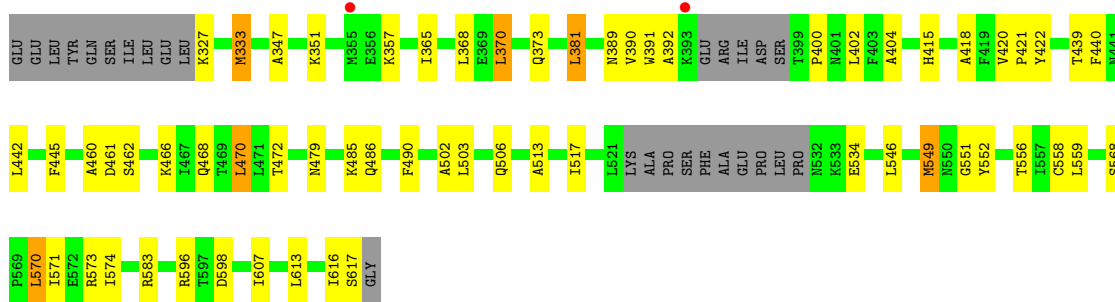 GLU GLU LEU TYR GLN SER ILE LEU GLU LEU K327 M333 A347 K351 M355 E356 K357 I365 L368 E369 L370 Q373 L381 N389 V390 W391 A392 K393 GLU ARG ILE ASP SER T399 P400 N401 L402 F403 A404 H415 A418 F419 V420 P421 Y422 T439 F440 N441
L442 F445 A460 D461 S462 K466 I467 Q468 T469 L470 L471 T472 N479 K485 Q486 F490 A502 L503 Q506 A513 I517 L521 LYS ALA PRO SER PHE ALA GLU PRO LEU PRO N532 K533 E534 L546 M549 N550 G551 Y552 T556 I557 C558 L559 S568
P569 L570 I571 E572 R573 I574 R583 R596 T597 D598 I607 L613 I616 S617 GLY